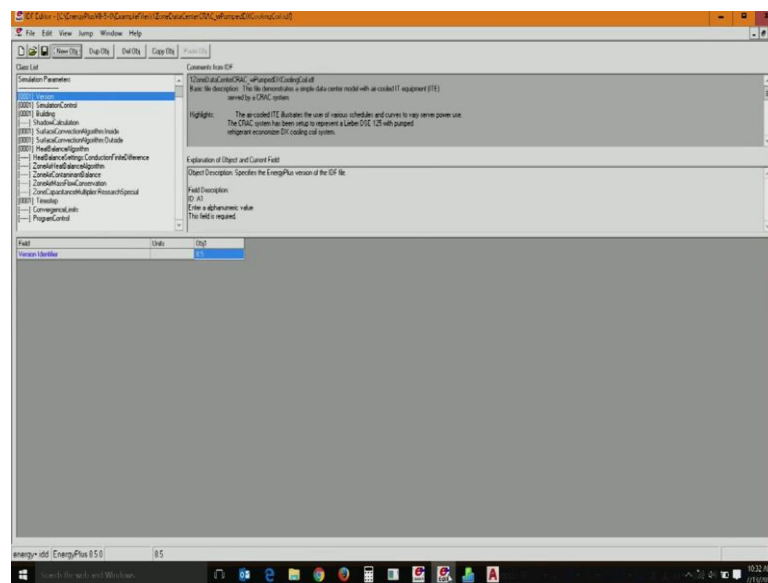 IDF Editor - [C:\EnergyPlusV8-5-0\ExampleFiles\1ZoneDataCenterCRAC_wPumpedDXCoolingCoil.idf]
File Edit View Jump Window Help
New Obj Dup Obj Del Obj Copy Obj Paste Obj
Class List
Comments from IDF
Simulation Parameters
[0001] Version
[0001] SimulationControl
[0001] Building
[----] ShadowCalculation
[0001] SurfaceConvectionAlgorithm:Inside
[0001] SurfaceConvectionAlgorithm:Outside
[0001] HeatBalanceAlgorithm
[----] HeatBalanceSettings:ConductionFiniteDifference
[----] ZoneAirHeatBalanceAlgorithm
[----] ZoneAirContaminantBalance
[----] ZoneAirMassFlowConservation
[----] ZoneCapacitanceMultiplier:ResearchSpecial
[0001] Timestep
[----] ConvergenceLimits
[----] ProgramControl
1ZoneDataCenterCRAC_wPumpedDXCoolingCoil.idf
Basic file description: This file demonstrates a simple data center model with air-cooled IT equipment (ITE)
served by a CRAC system.
Highlights: The air-cooled ITE illustrates the use of various schedules and curves to vary server power use.
The CRAC system has been setup to represent a Lieber DSE 125 with pumped
refrigerant economizer DX cooling coil system.
Explanation of Object and Current Field
Object Description: Specifies the EnergyPlus version of the IDF file.
Field Description:
ID: A1
Enter a alphanumeric value
This field is required.
Field Units Obj1
Version Identifier 8.5
energy+.idd EnergyPlus 8.5.0 8.5
Search the web and Windows
10:32 AM